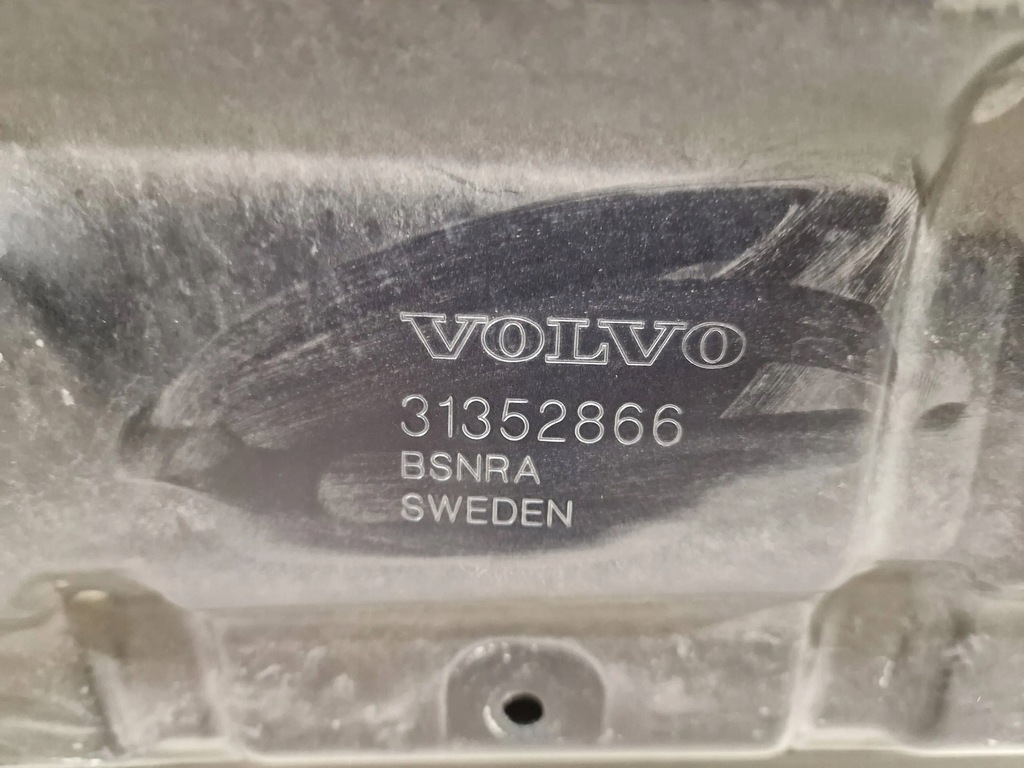 VOLVO
31352866
BSNRA
SWEDEN